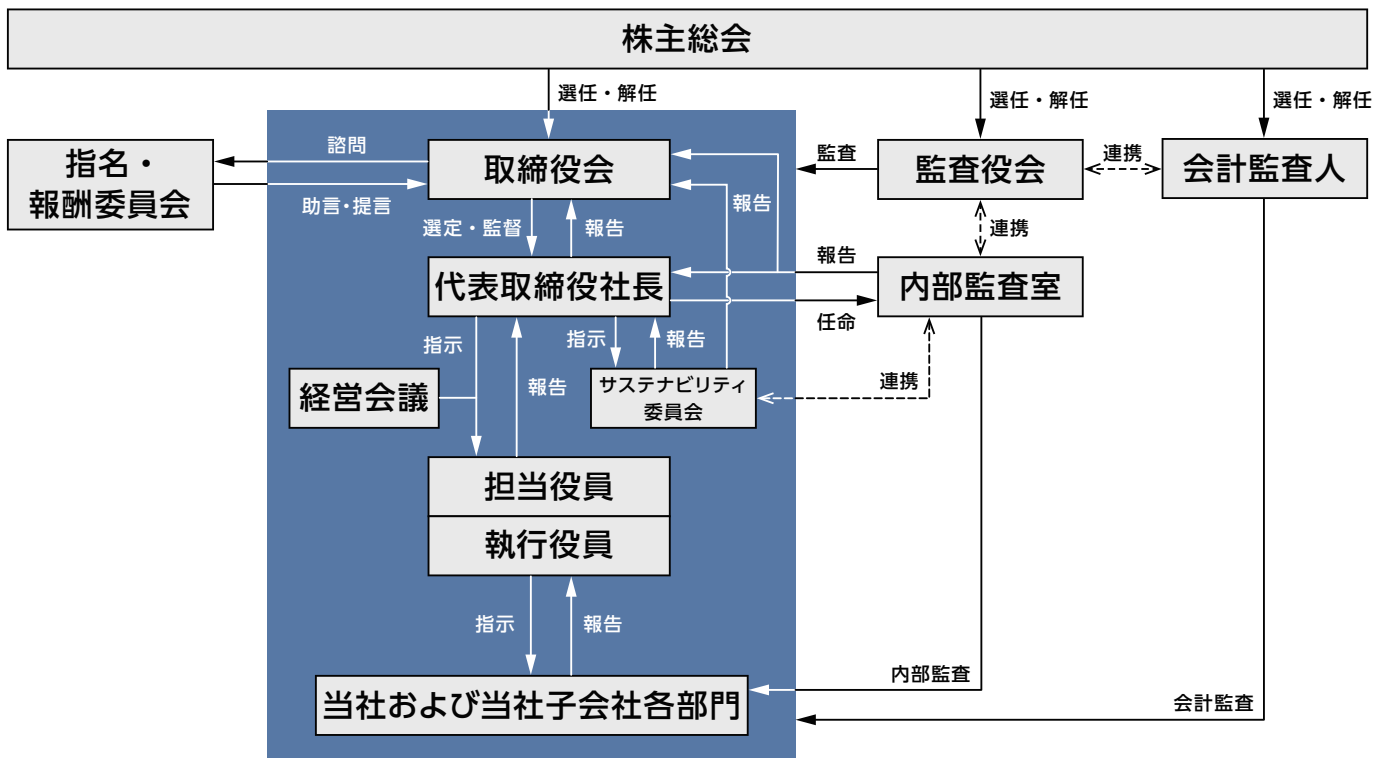 株主総会
選任・解任
選任・解任
選任・解任
指名・
報酬委員会
諮問
助言・提言
取締役会
監査
監査役会
連携
会計監査人
選定・監督
報告
報告
連携
代表取締役社長
報告
任命
内部監査室
指示
報告
指示
報告
経営会議
サステナビリティ
委員会
連携
担当役員
執行役員
指示
報告
内部監査
会計監査
当社および当社子会社各部門